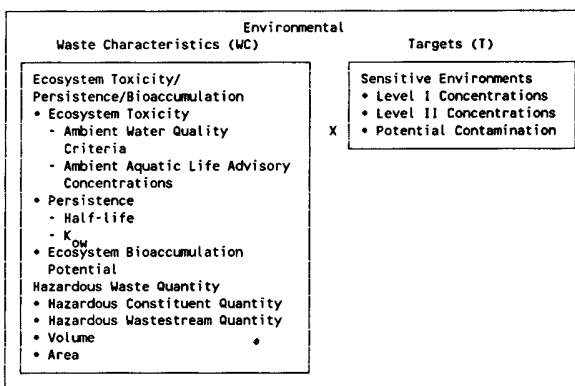 Environmental
Waste Characteristics (WC)
Targets (T)
Ecosystem Toxicity/
Persistence/Bioaccumulation
• Ecosystem Toxicity
- Ambient Water Quality
Criteria
- Ambient Aquatic Life Advisory
Concentrations
• Persistence
- Half-life
- Kow
• Ecosystem Bioaccumulation
Potential
Hazardous Waste Quantity
• Hazardous Constituent Quantity
• Hazardous Wastestream Quantity
• Volume
• Area
X
Sensitive Environments
• Level I Concentrations
• Level II Concentrations
• Potential Contamination